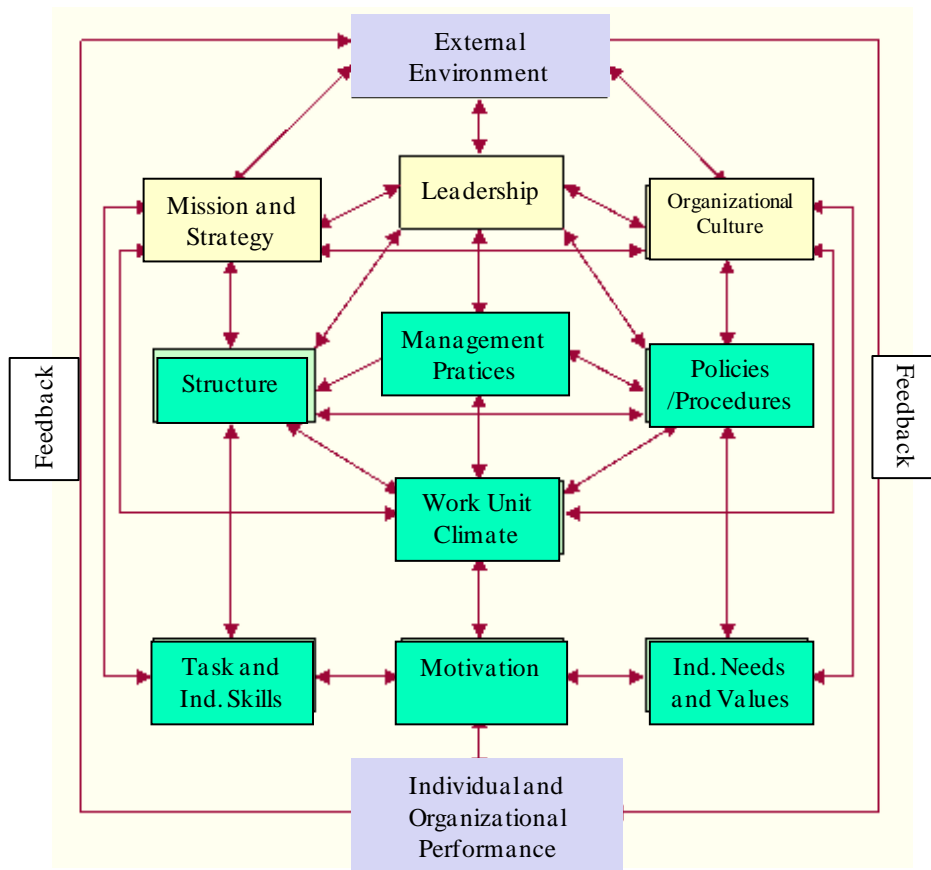 External
Environment
Leadership
Mission and
Strategy
Organizational
Culture
Management
Pratices
Structure
Policies
/Procedures
Feedback
Feedback
Work Unit
Climate
Task and
Ind. Skills
Motivation
Ind. Needs
and Values
Individual and
Organizational
Performance